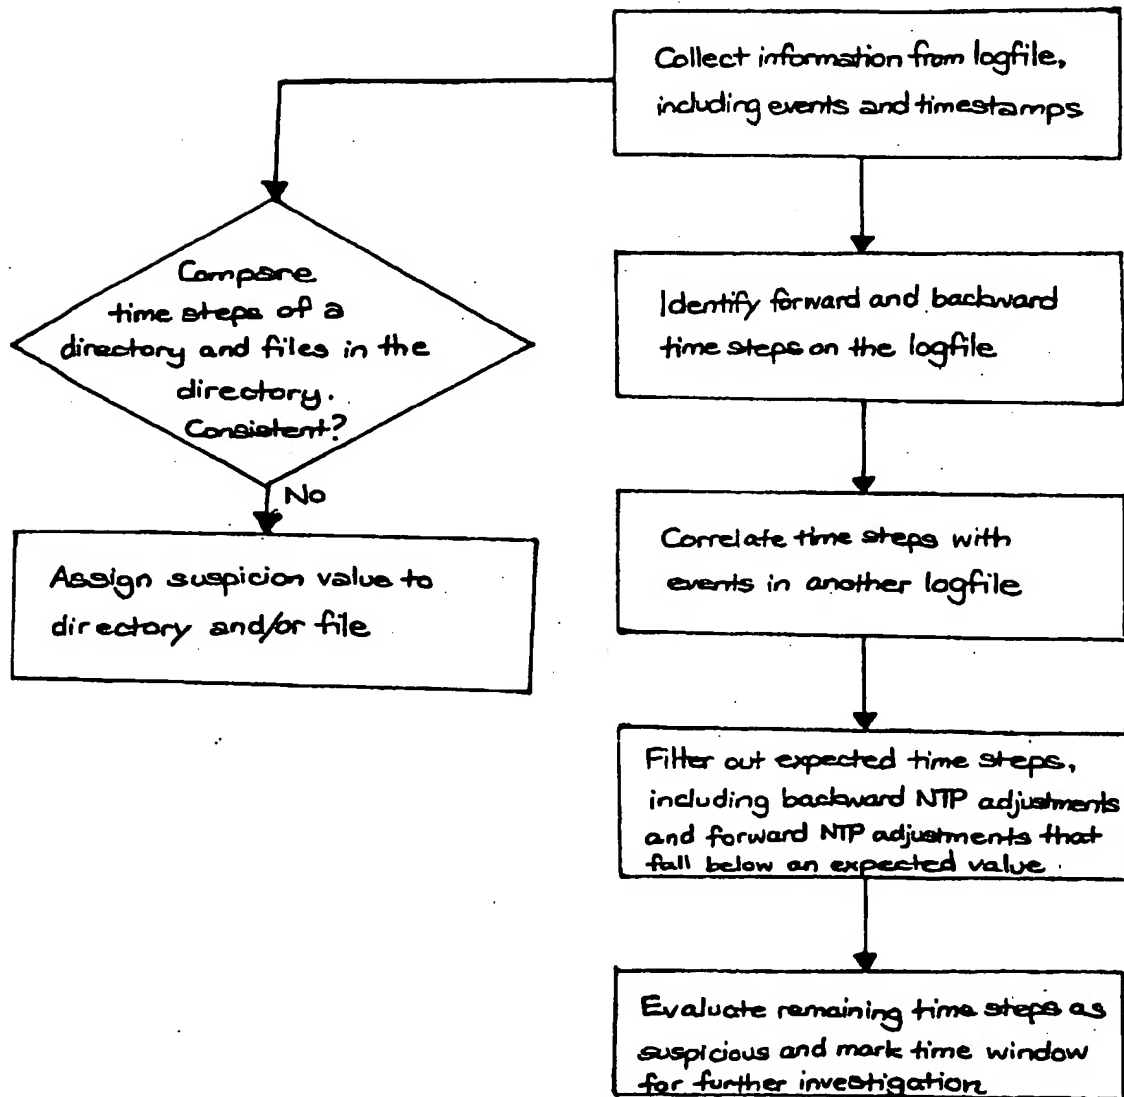 Collect information from logfile,
including events and timestamps
Compare
time steps of a
directory and files in the
directory.
Consistent?
No
Assign suspicion value to
directory and/or file
Identify forward and backward
time steps on the logfile
Correlate time steps with
events in another logfile
Filter out expected time steps,
including backward NTP adjustments
and forward NTP adjustments that
fall below an expected value.
Evaluate remaining time steps as
suspicious and mark time window
for further investigation